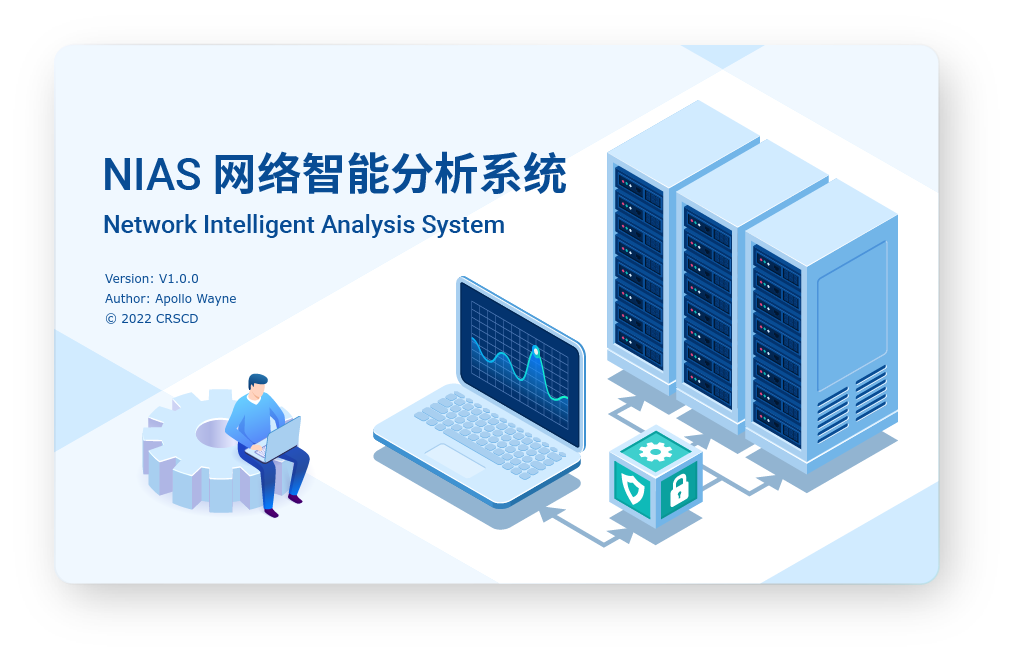 NIAS 网络智能分析系统
Network Intelligent Analysis System
Version: V1.0.0
Author: Apollo Wayne
© 2022 CRSCD